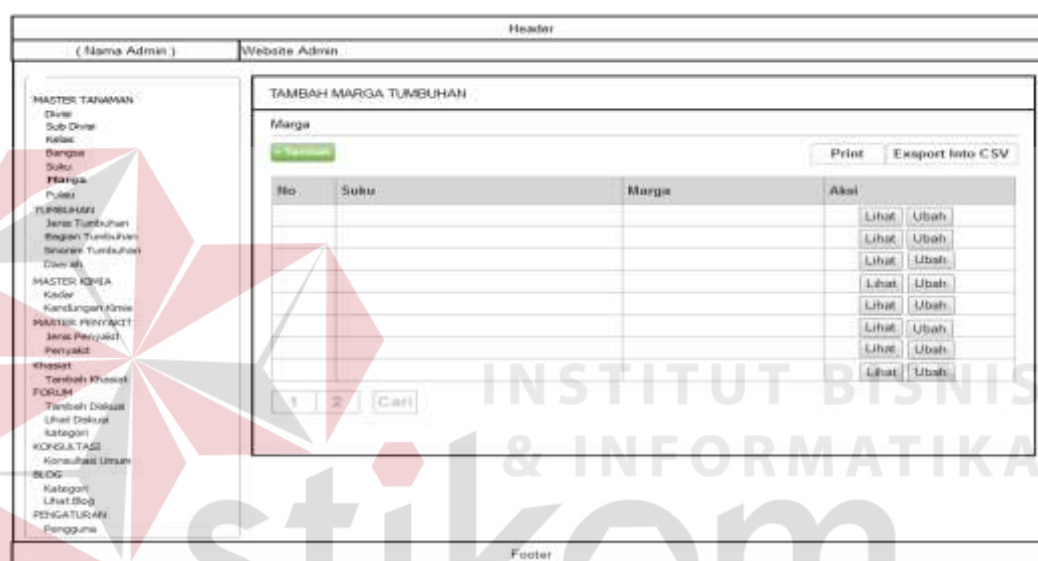 Header
( Nama Admin )
Website Admin
MASTER TANAMAN
Divisi
Sub Divisi
Kelas
Bangsa
Suku
Marga
Pulau
TUMBUHAN
Jenis Tumbuhan
Bagian Tumbuhan
Sinonim Tumbuhan
Daerah
MASTER KIMIA
Kadar
Kandungan Kimia
MASTER PENYAKIT
Jenis Penyakit
Penyakit
Khasiat
Tambah Khasiat
FORUM
Tambah Diskusi
Lihat Diskusi
kategori
KONSULTASI
Konsultasi Umum
BLOG
Kategori
Lihat Blog
PENGATURAN
Pengguna
TAMBAH MARGA TUMBUHAN
Marga
+ Tambah
Print Exsport Into CSV
No Suku Marga Aksi
Lihat Ubah
Lihat Ubah
Lihat Ubah
Lihat Ubah
Lihat Ubah
Lihat Ubah
Lihat Ubah
Lihat Ubah
1 2 Cari
INSTITUT BISNIS
& INFORMATIKA
stikom
Footer